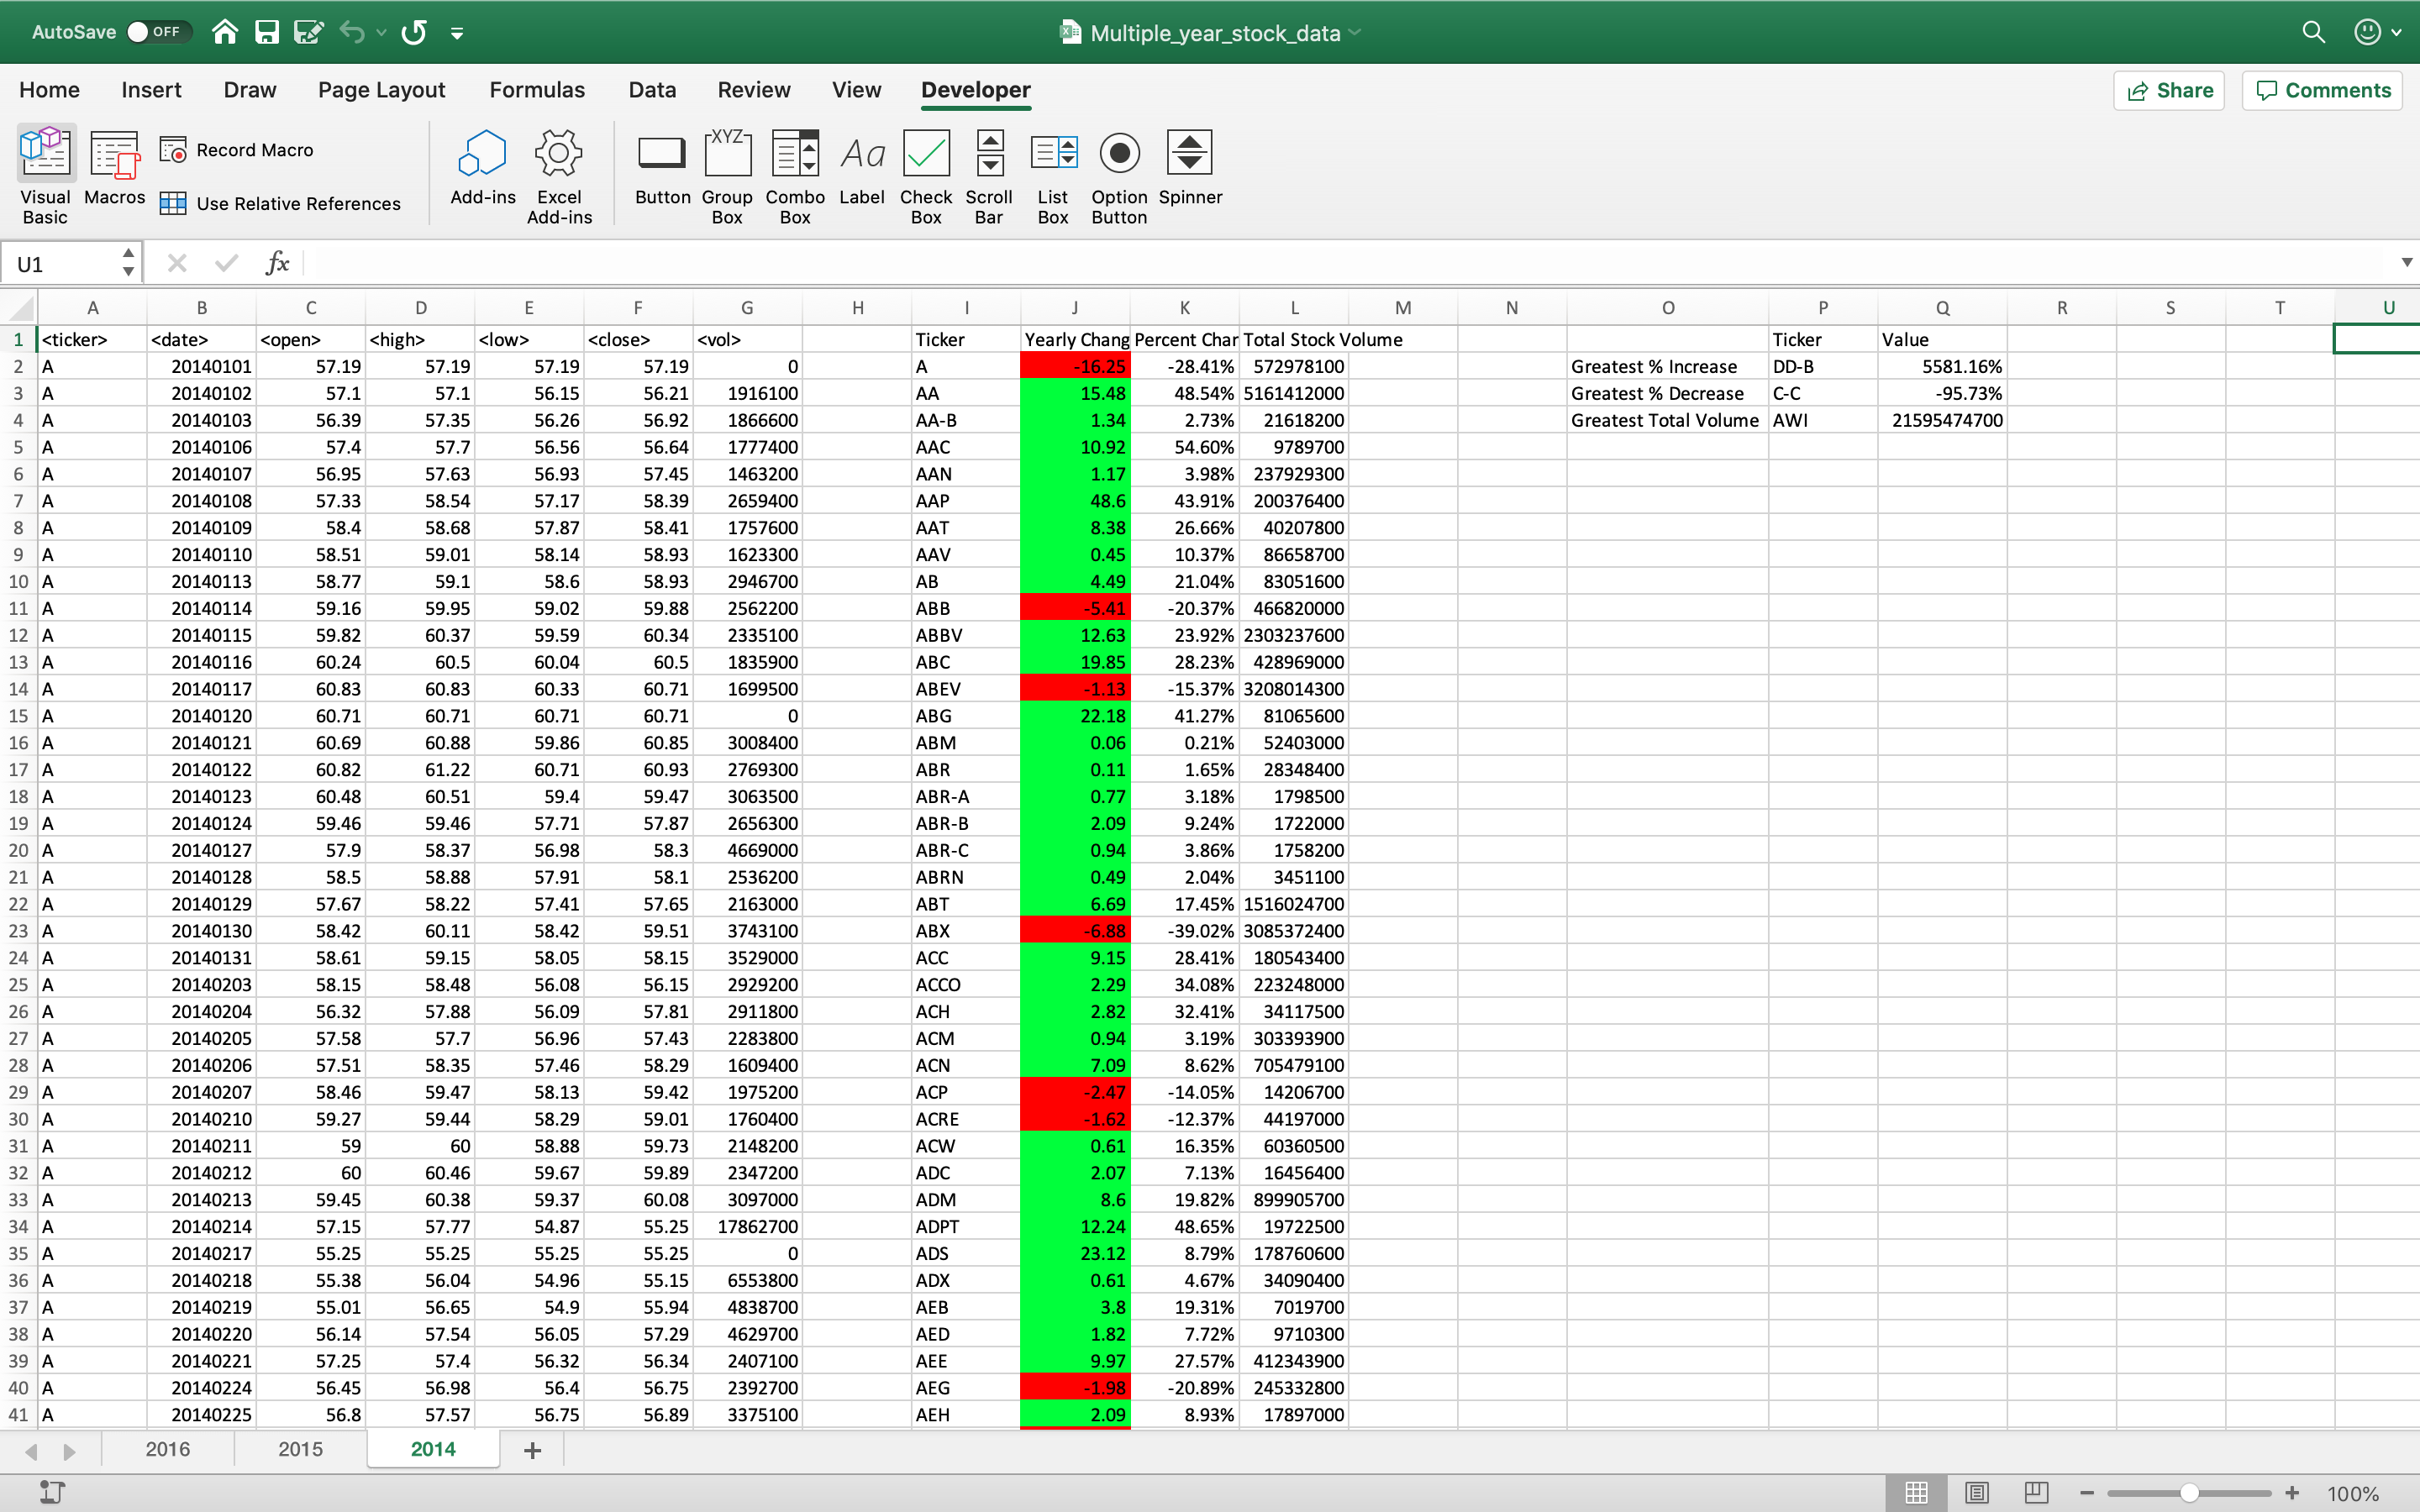 AutoSave OFF Multiple_year_stock_data
Home Insert Draw Page Layout Formulas Data Review View Developer Share Comments
Visual Basic Macros Record Macro Use Relative References Add-ins Excel Add-ins Button XYZ Group Box Combo Box Aa Label Check Box Scroll Bar List Box Option Button Spinner
U1 fx
A B C D E F G H I J K L M N O P Q R S T U
1 <ticker> <date> <open> <high> <low> <close> <vol> Ticker Yearly Chang Percent Char Total Stock Volume Ticker Value
2 A 20140101 57.19 57.19 57.19 57.19 0 A -16.25 -28.41% 572978100 Greatest % Increase DD-B 5581.16%
3 A 20140102 57.1 57.1 56.15 56.21 1916100 AA 15.48 48.54% 5161412000 Greatest % Decrease C-C -95.73%
4 A 20140103 56.39 57.35 56.26 56.92 1866600 AA-B 1.34 2.73% 21618200 Greatest Total Volume AWI 21595474700
5 A 20140106 57.4 57.7 56.56 56.64 1777400 AAC 10.92 54.60% 9789700
6 A 20140107 56.95 57.63 56.93 57.45 1463200 AAN 1.17 3.98% 237929300
7 A 20140108 57.33 58.54 57.17 58.39 2659400 AAP 48.6 43.91% 200376400
8 A 20140109 58.4 58.68 57.87 58.41 1757600 AAT 8.38 26.66% 40207800
9 A 20140110 58.51 59.01 58.14 58.93 1623300 AAV 0.45 10.37% 86658700
10 A 20140113 58.77 59.1 58.6 58.93 2946700 AB 4.49 21.04% 83051600
11 A 20140114 59.16 59.95 59.02 59.88 2562200 ABB -5.41 -20.37% 466820000
12 A 20140115 59.82 60.37 59.59 60.34 2335100 ABBV 12.63 23.92% 2303237600
13 A 20140116 60.24 60.5 60.04 60.5 1835900 ABC 19.85 28.23% 428969000
14 A 20140117 60.83 60.83 60.33 60.71 1699500 ABEV -1.13 -15.37% 3208014300
15 A 20140120 60.71 60.71 60.71 60.71 0 ABG 22.18 41.27% 81065600
16 A 20140121 60.69 60.88 59.86 60.85 3008400 ABM 0.06 0.21% 52403000
17 A 20140122 60.82 61.22 60.71 60.93 2769300 ABR 0.11 1.65% 28348400
18 A 20140123 60.48 60.51 59.4 59.47 3063500 ABR-A 0.77 3.18% 1798500
19 A 20140124 59.46 59.46 57.71 57.87 2656300 ABR-B 2.09 9.24% 1722000
20 A 20140127 57.9 58.37 56.98 58.3 4669000 ABR-C 0.94 3.86% 1758200
21 A 20140128 58.5 58.88 57.91 58.1 2536200 ABRN 0.49 2.04% 3451100
22 A 20140129 57.67 58.22 57.41 57.65 2163000 ABT 6.69 17.45% 1516024700
23 A 20140130 58.42 60.11 58.42 59.51 3743100 ABX -6.88 -39.02% 3085372400
24 A 20140131 58.61 59.15 58.05 58.15 3529000 ACC 9.15 28.41% 180543400
25 A 20140203 58.15 58.48 56.08 56.15 2929200 ACCO 2.29 34.08% 223248000
26 A 20140204 56.32 57.88 56.09 57.81 2911800 ACH 2.82 32.41% 34117500
27 A 20140205 57.58 57.7 56.96 57.43 2283800 ACM 0.94 3.19% 303393900
28 A 20140206 57.51 58.35 57.46 58.29 1609400 ACN 7.09 8.62% 705479100
29 A 20140207 58.46 59.47 58.13 59.42 1975200 ACP -2.47 -14.05% 14206700
30 A 20140210 59.27 59.44 58.29 59.01 1760400 ACRE -1.62 -12.37% 44197000
31 A 20140211 59 60 58.88 59.73 2148200 ACW 0.61 16.35% 60360500
32 A 20140212 60 60.46 59.67 59.89 2347200 ADC 2.07 7.13% 16456400
33 A 20140213 59.45 60.38 59.37 60.08 3097000 ADM 8.6 19.82% 899905700
34 A 20140214 57.15 57.77 54.87 55.25 17862700 ADPT 12.24 48.65% 19722500
35 A 20140217 55.25 55.25 55.25 55.25 0 ADS 23.12 8.79% 178760600
36 A 20140218 55.38 56.04 54.96 55.15 6553800 ADX 0.61 4.67% 34090400
37 A 20140219 55.01 56.65 54.9 55.94 4838700 AEB 3.8 19.31% 7019700
38 A 20140220 56.14 57.54 56.05 57.29 4629700 AED 1.82 7.72% 9710300
39 A 20140221 57.25 57.4 56.32 56.34 2407100 AEE 9.97 27.57% 412343900
40 A 20140224 56.45 56.98 56.4 56.75 2392700 AEG -1.98 -20.89% 245332800
41 A 20140225 56.8 57.57 56.75 56.89 3375100 AEH 2.09 8.93% 17897000
2016 2015 2014 +
100%